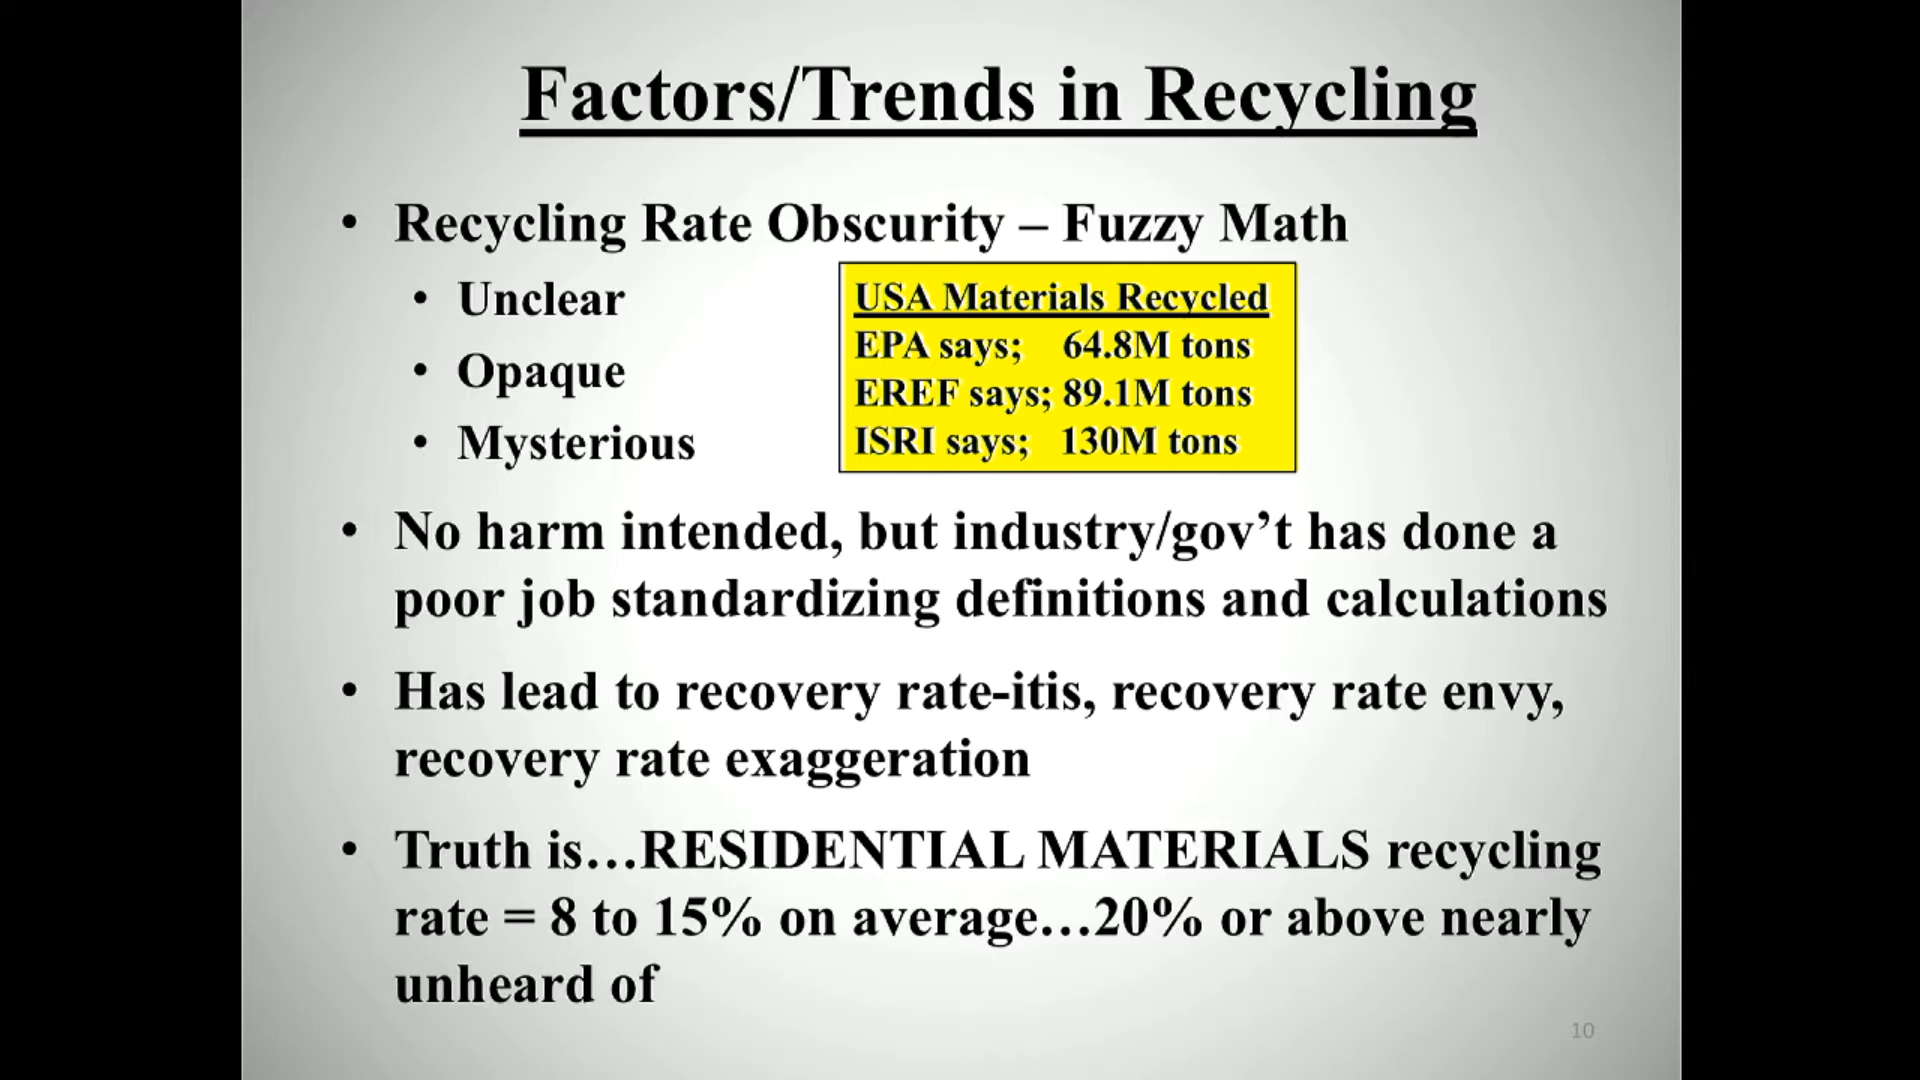 Factors/Trends in Recycling
• Recycling Rate Obscurity – Fuzzy Math
• Unclear
• Opaque
• Mysterious
USA Materials Recycled
EPA says; 64.8M tons
EREF says; 89.1M tons
ISRI says; 130M tons
• No harm intended, but industry/gov’t has done a
poor job standardizing definitions and calculations
• Has lead to recovery rate-itis, recovery rate envy,
recovery rate exaggeration
• Truth is…RESIDENTIAL MATERIALS recycling
rate = 8 to 15% on average…20% or above nearly
unheard of
10